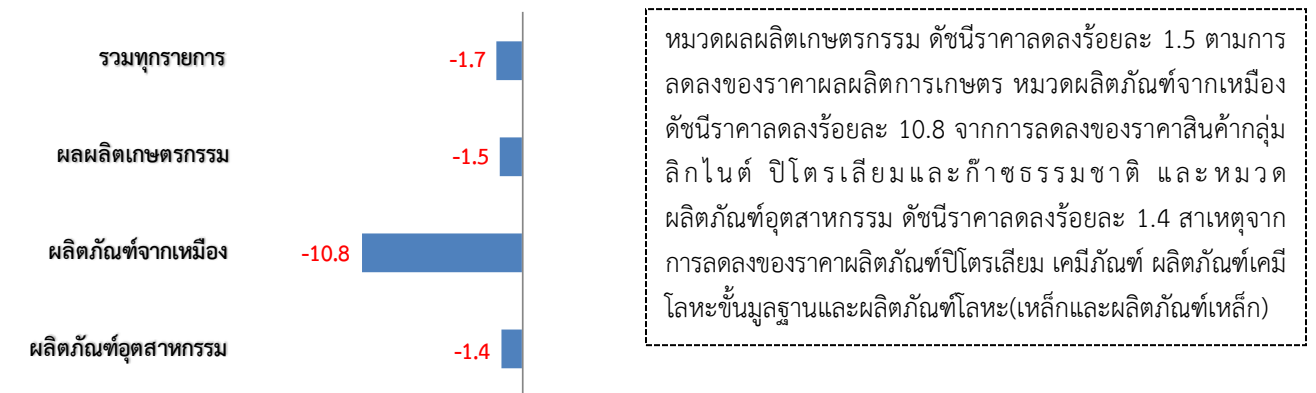 รวมทุกรายการ
-1.7
ผลผลิตเกษตรกรรม
-1.5
ผลิตภัณฑ์จากเหมือง
-10.8
ผลิตภัณฑ์อุตสาหกรรม
-1.4
หมวดผลผลิตเกษตรกรรม ดัชนีราคาลดลงร้อยละ 1.5 ตามการ
ลดลงของราคาผลผลิตการเกษตร หมวดผลิตภัณฑ์จากเหมือง
ดัชนีราคาลดลงร้อยละ 10.8 จากการลดลงของราคาสินค้ากลุ่ม
ลิกไนต์ ปิโตรเลียมและก๊าซธรรมชาติ และหมวด
ผลิตภัณฑ์อุตสาหกรรม ดัชนีราคาลดลงร้อยละ 1.4 สาเหตุจาก
การลดลงของราคาผลิตภัณฑ์ปิโตรเลียม เคมีภัณฑ์ ผลิตภัณฑ์เคมี
โลหะขั้นมูลฐานและผลิตภัณฑ์โลหะ(เหล็กและผลิตภัณฑ์เหล็ก)